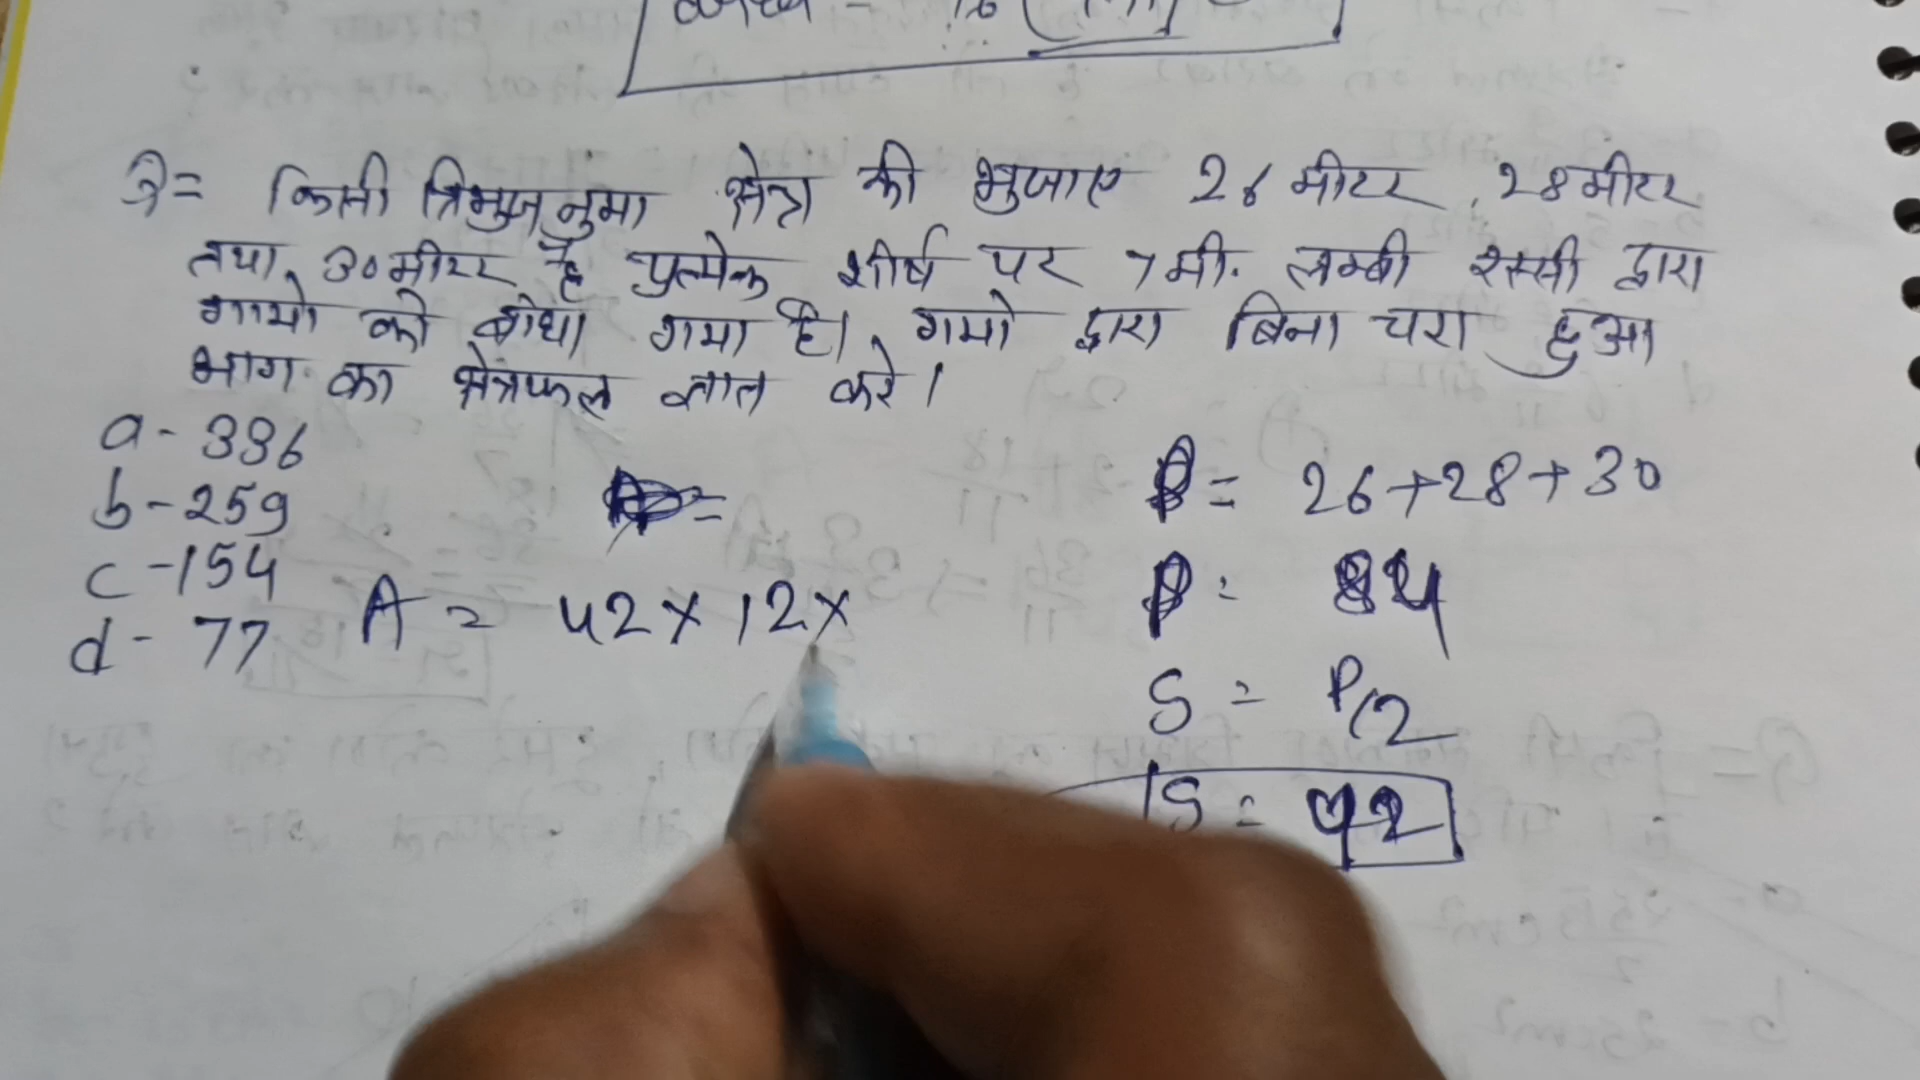 Q= किसी त्रिभुजनुमा क्षेत्र की भुजाए 26 मीटर, 28 मीटर
तथा 30 मीटर है प्रत्येक शीर्ष पर 7 मी. लम्बी रस्सी द्वारा
गायो को बांधा गया है। गायो द्वारा बिना चरा हुआ
भाग का क्षेत्रफल ज्ञात करे।
a- 336
b- 259
c- 154
d- 77
A = 42 x 12 x
P = 26 + 28 + 30
P = 84
S = P/2
S = 42